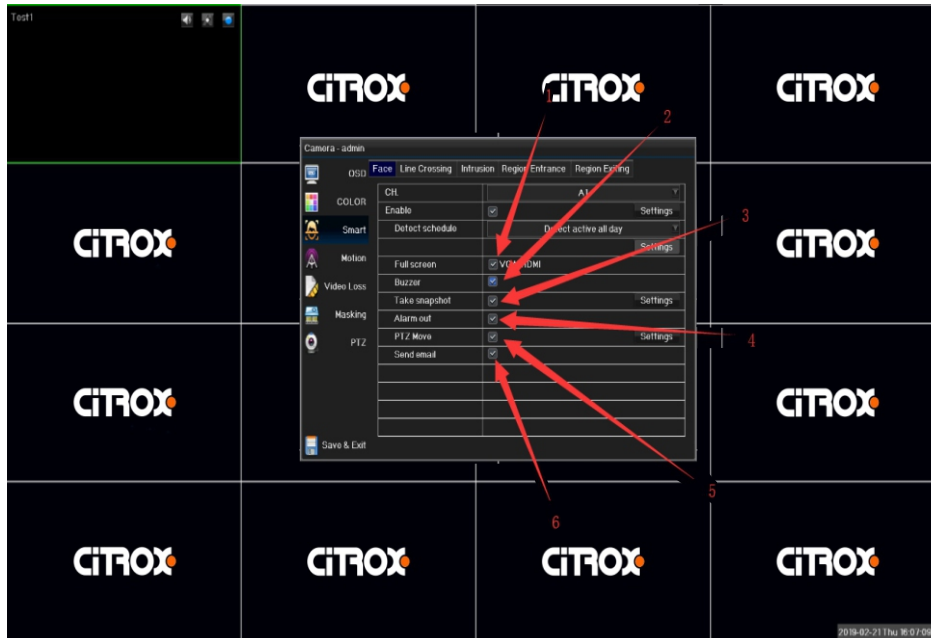 Test1
CiTROX CiTROX CiTROX
1
2
Camera - admin
OSD Face Line Crossing Intrusion Region Entrance Region Exiting
COLOR
Smart
Motion
Video Loss
Masking
PTZ
Save & Exit
CH. A1
Enable Settings
Detect schedule Detect active all day
Settings
Full screen VGA/HDMI
Buzzer
Take snapshot Settings
Alarm out
PTZ Move Settings
Send email
3
4
5
6
CiTROX CiTROX
CiTROX CiTROX
CiTROX CiTROX CiTROX CiTROX
2019-02-21 Thu 16:07:09